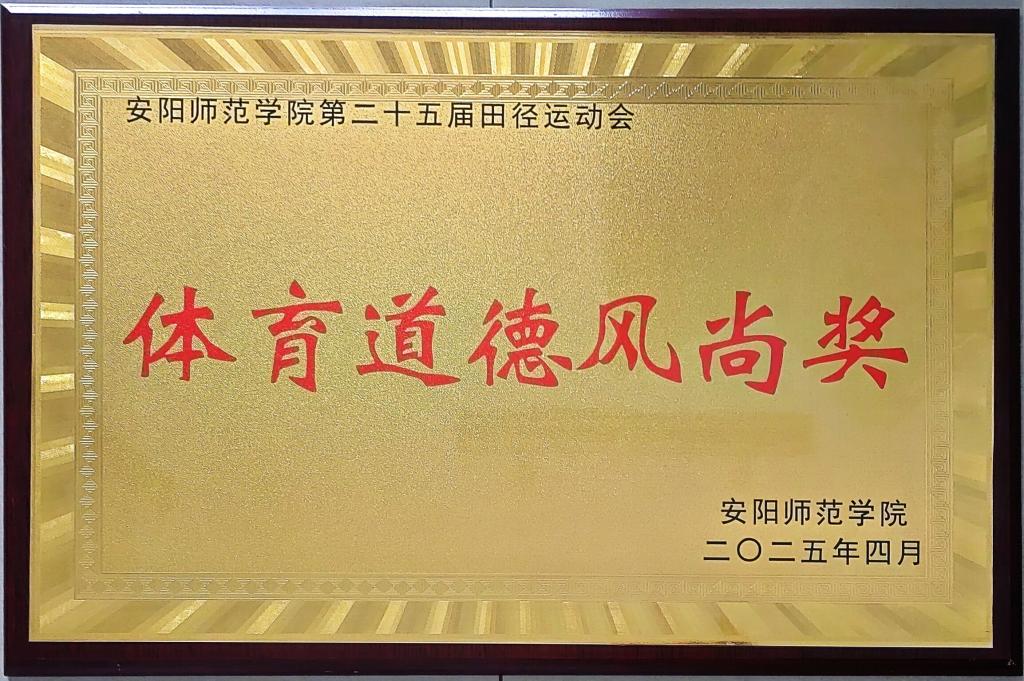 安阳师范学院第二十五届田径运动会
体育道德风尚奖
安阳师范学院
二〇二五年四月